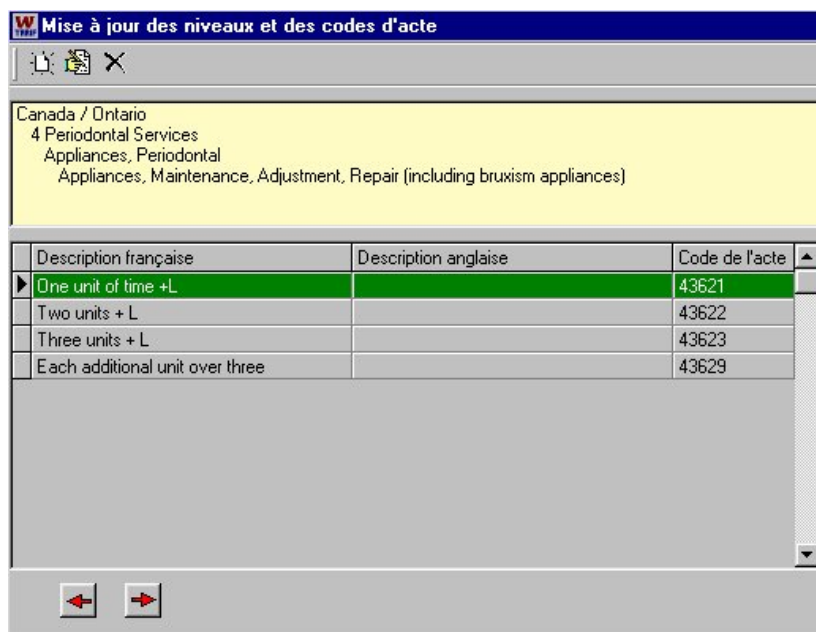 W TARIF Mise à jour des niveaux et des codes d'acte
Canada / Ontario
4 Periodontal Services
Appliances, Periodontal
Appliances, Maintenance, Adjustment, Repair (including bruxism appliances)
Description française Description anglaise Code de l'acte
One unit of time +L 43621
Two units + L 43622
Three units + L 43623
Each additional unit over three 43629